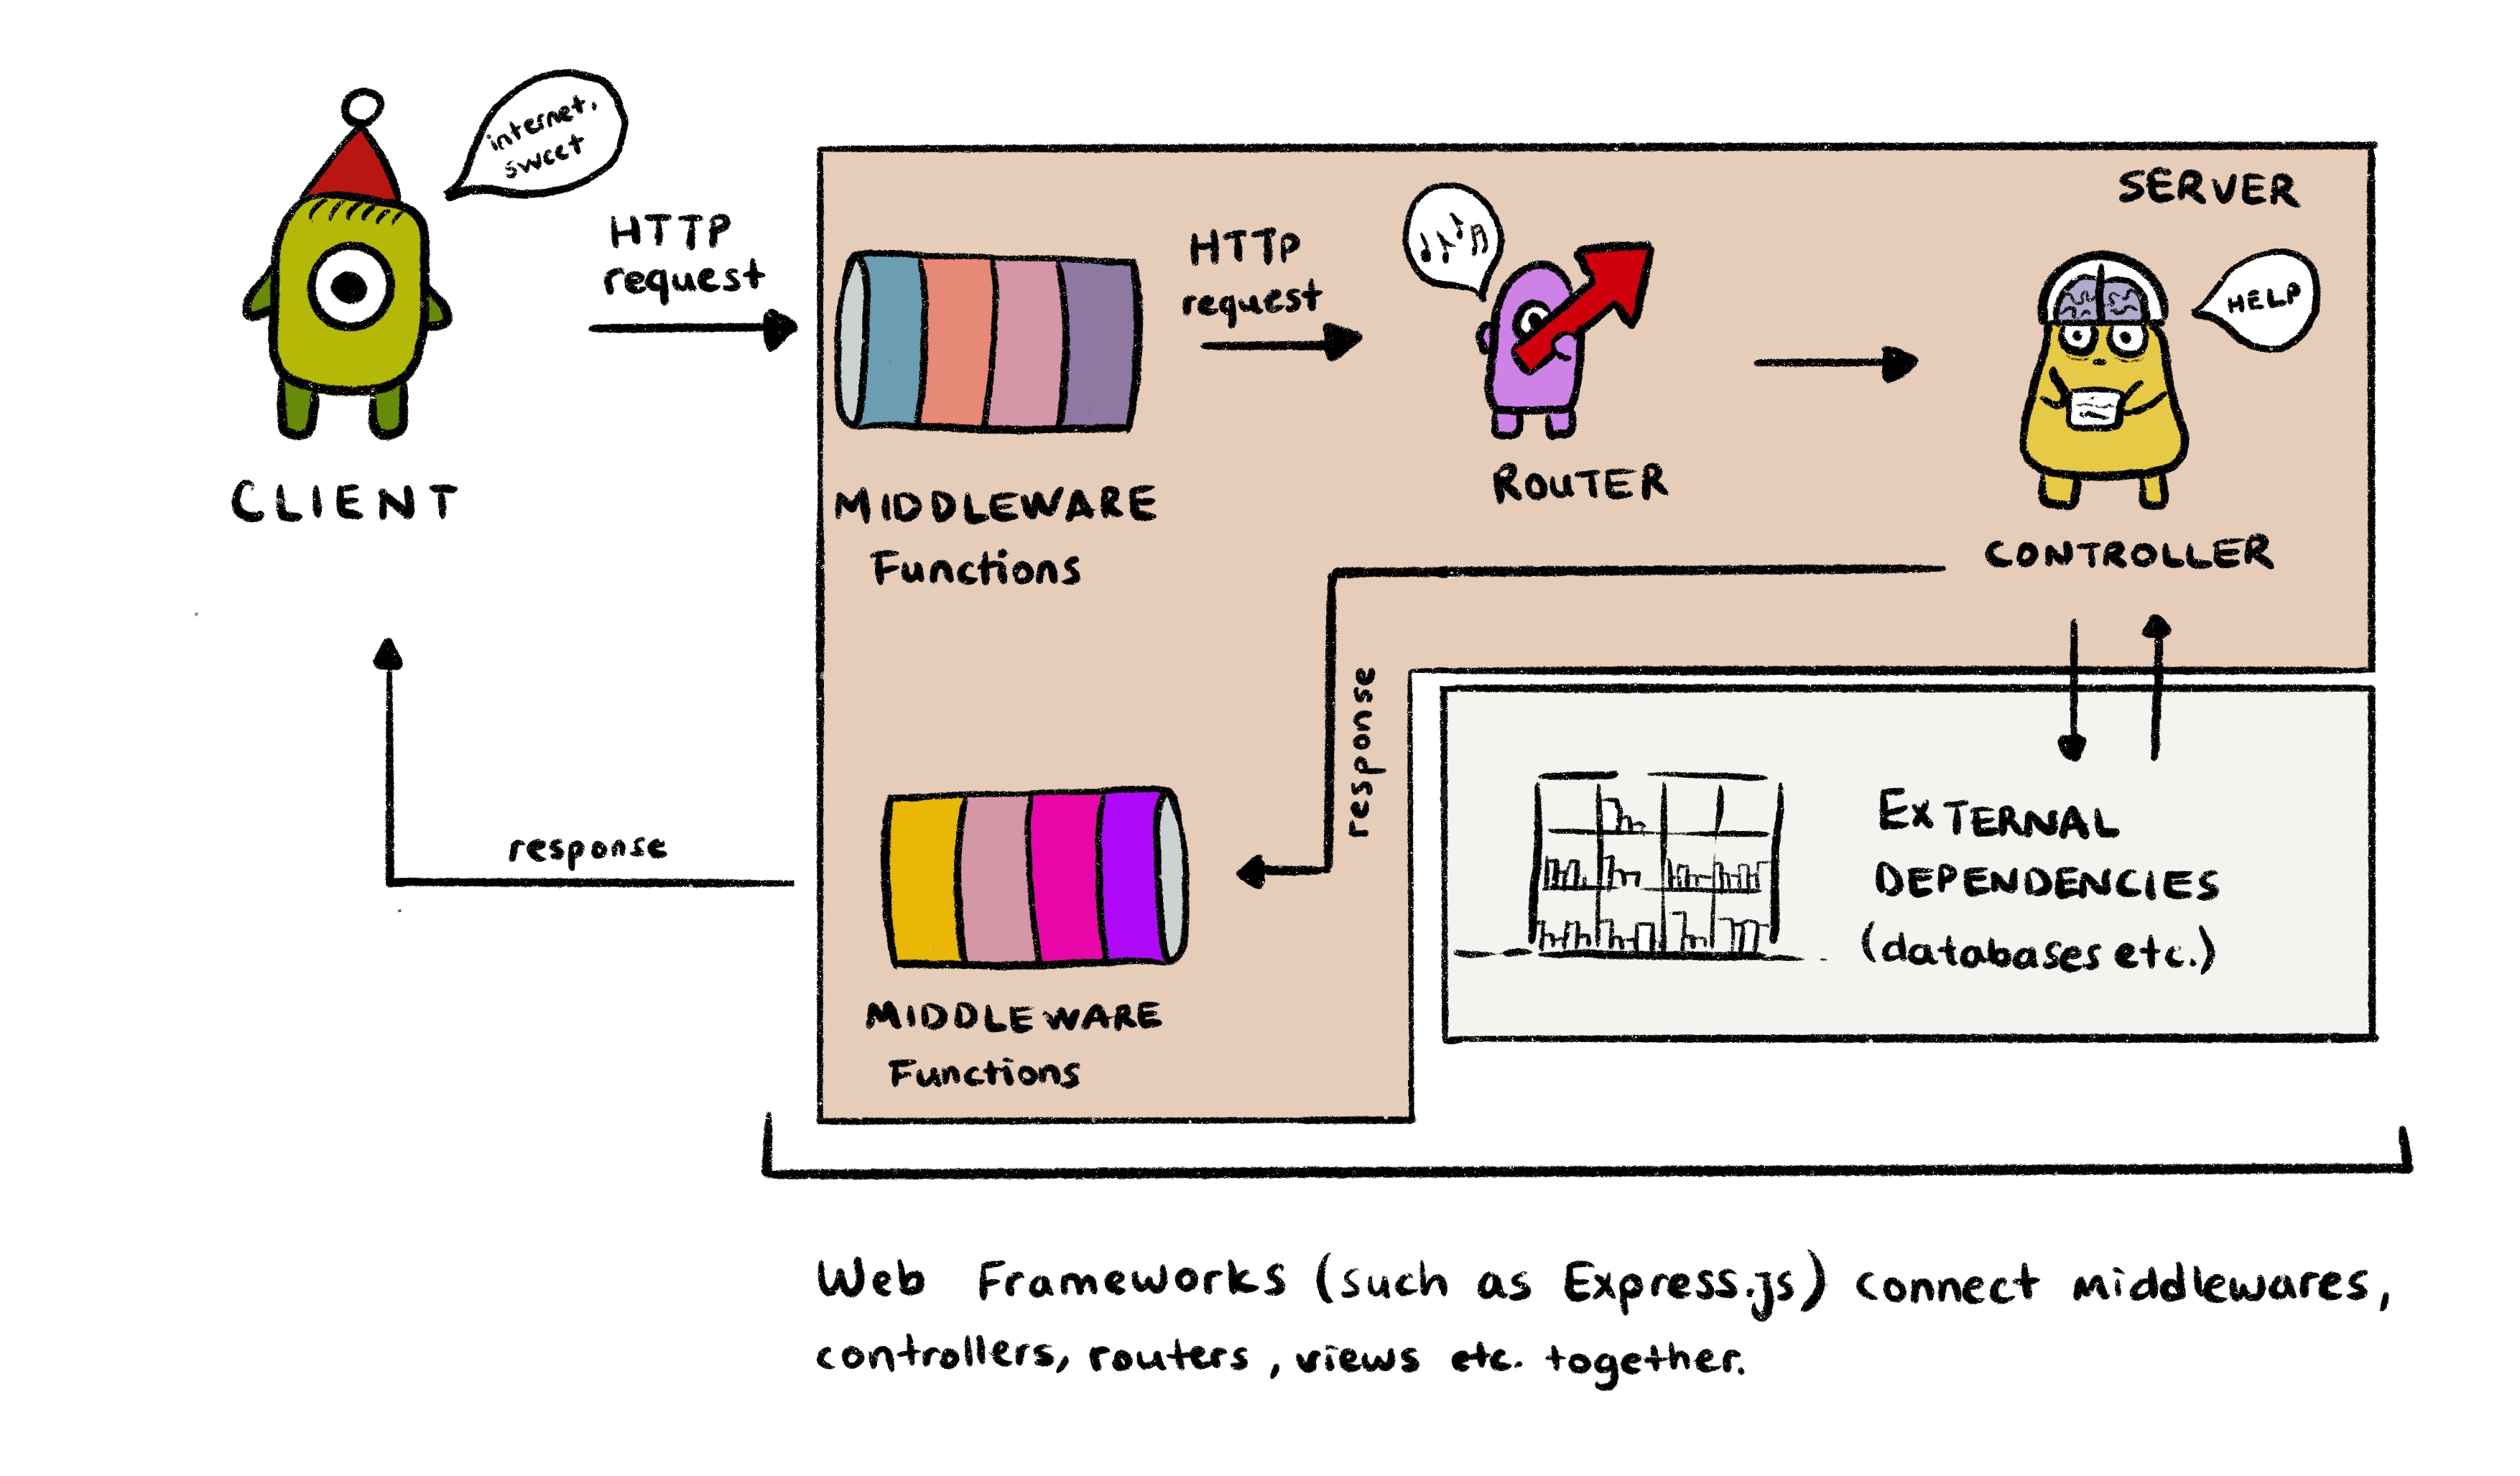 internet,
sweet
HTTP
request
CLIENT
SERVER
HTTP
request
HELP
MIDDLEWARE
Functions
ROUTER
CONTROLLER
response
response
MIDDLEWARE
Functions
EXTERNAL
DEPENDENCIES
(databases etc.)
Web Frameworks (such as Express.js) connect middlewares,
controllers, routers, views etc. together.